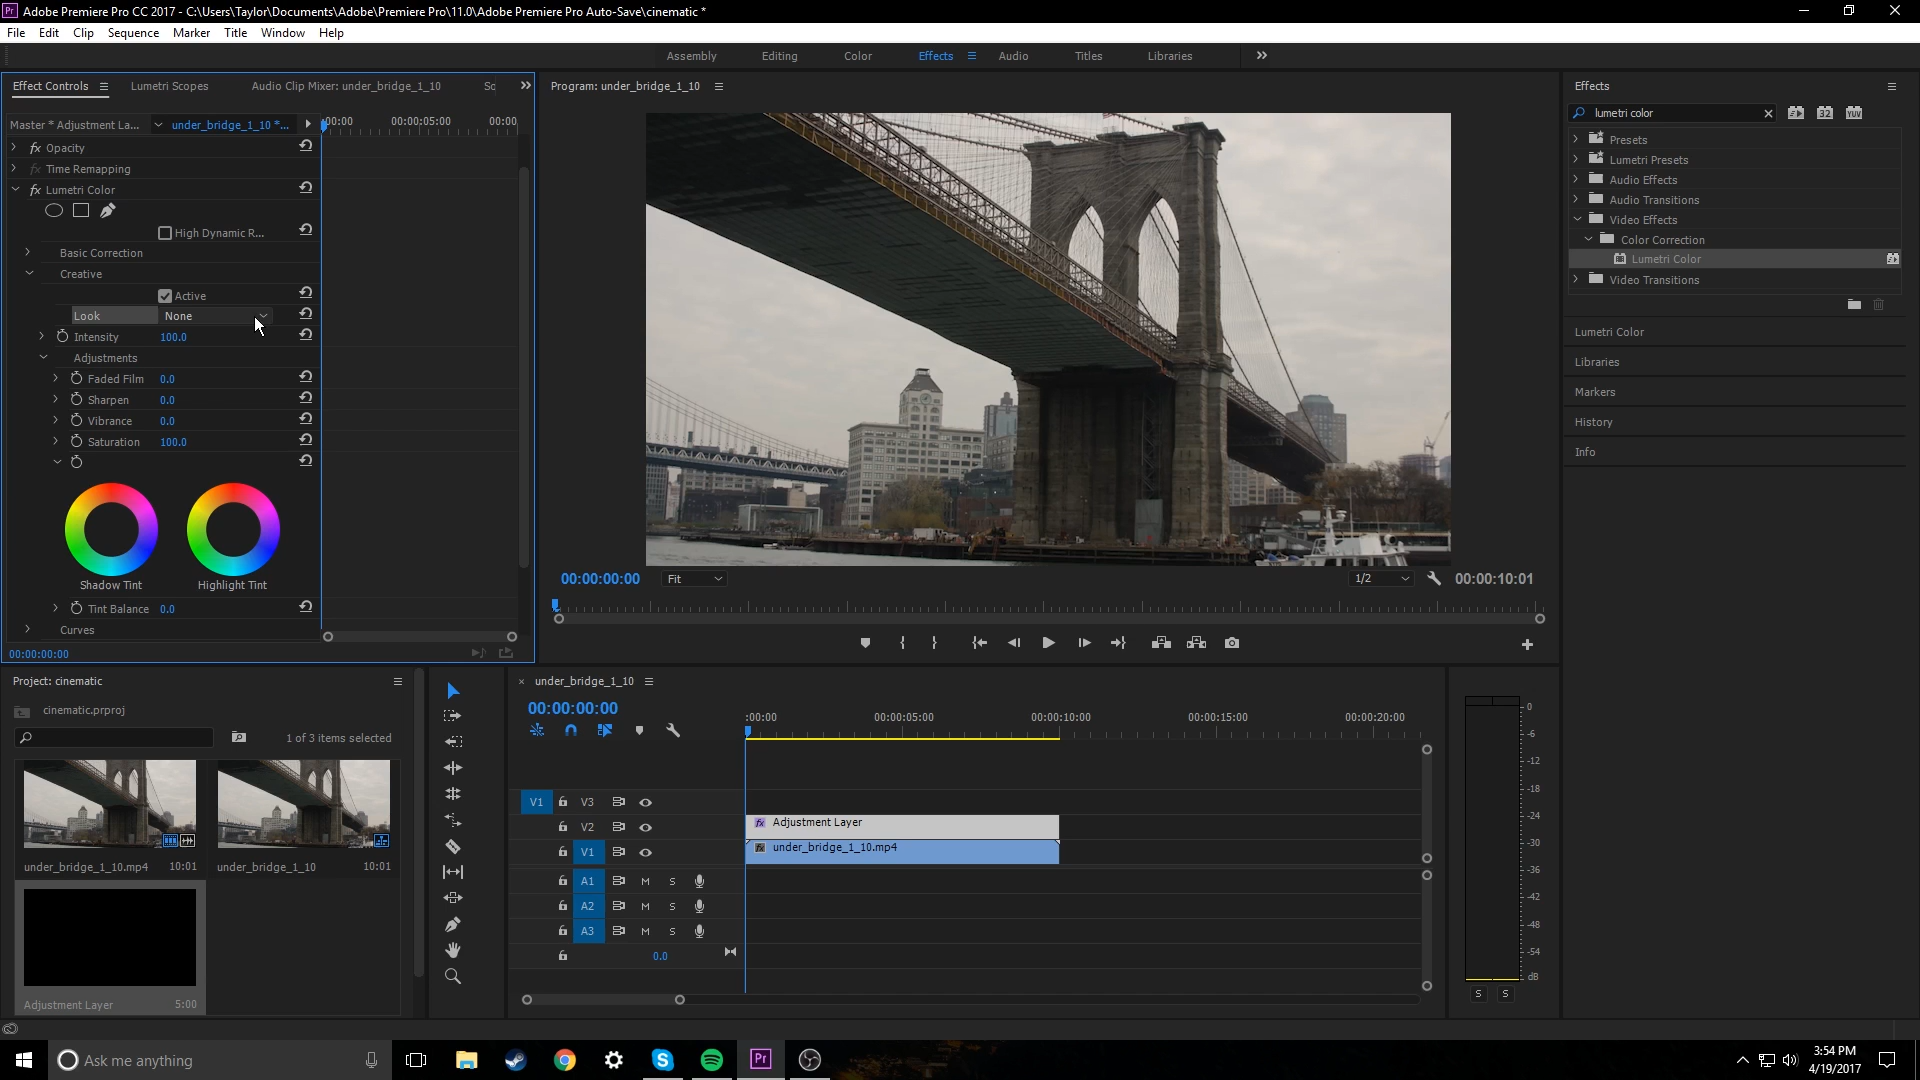 Adobe Premiere Pro CC 2017 - C:\Users\Taylor\Documents\Adobe\Premiere Pro\11.0\Adobe Premiere Pro Auto-Save\cinematic *
File Edit Clip Sequence Marker Title Window Help
Assembly Editing Color Effects Audio Titles Libraries
Effect Controls Lumetri Scopes Audio Clip Mixer: under_bridge_1_10 Sc
Master * Adjustment La... under_bridge_1_10 *... :00:00 00:00:05:00 00:00
Opacity
Time Remapping
Lumetri Color
High Dynamic R...
Basic Correction
Creative
Active
Look None
Intensity 100.0
Adjustments
Faded Film 0.0
Sharpen 0.0
Vibrance 0.0
Saturation 100.0
Shadow Tint Highlight Tint
Tint Balance 0.0
Curves
00:00:00:00
Program: under_bridge_1_10
00:00:00:00 Fit 1/2 00:00:10:01
Effects
lumetri color
Presets
Lumetri Presets
Audio Effects
Audio Transitions
Video Effects
Color Correction
Lumetri Color
Video Transitions
Lumetri Color
Libraries
Markers
History
Info
Project: cinematic
cinematic.prproj
1 of 3 items selected
under_bridge_1_10.mp4 10:01 under_bridge_1_10 10:01
Adjustment Layer 5:00
under_bridge_1_10
00:00:00:00
:00:00 00:00:05:00 00:00:10:00 00:00:15:00 00:00:20:00
V1 V3
V2 Adjustment Layer
V1 under_bridge_1_10.mp4
A1 M S
A2 M S
A3 M S
0.0
0
-6
-12
-18
-24
-30
-36
-42
-48
-54
dB
S S
Ask me anything
3:54 PM
4/19/2017